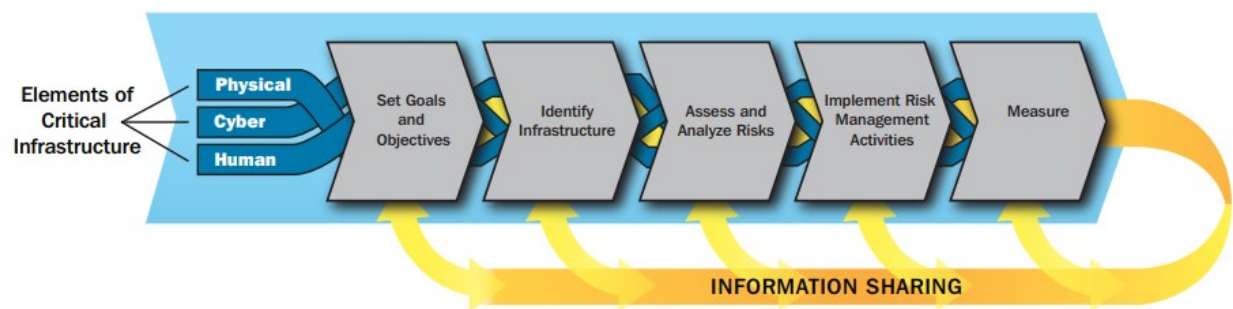 Elements of
Critical
Infrastructure
Physical
Cyber
Human
Set Goals
and
Objectives
Identify
Infrastructure
Assess and
Analyze Risks
Implement Risk
Management
Activities
Measure
INFORMATION SHARING